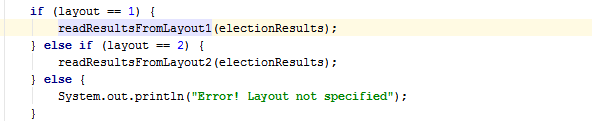 if (layout == 1) {
readResultsFromLayout1(electionResults);
} else if (layout == 2) {
readResultsFromLayout2(electionResults);
} else {
System.out.println("Error! Layout not specified");
}